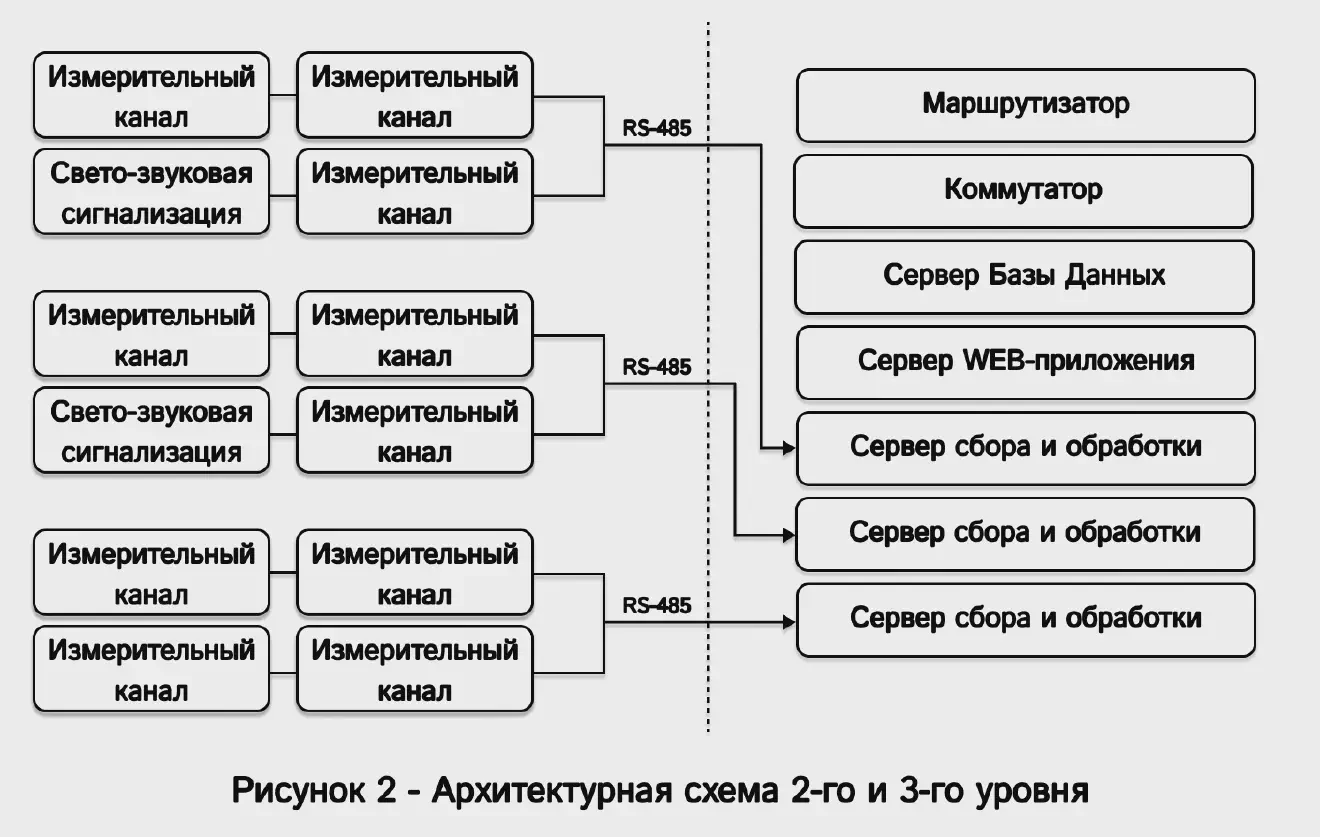 Измерительный
канал
Измерительный
канал
Свето-звуковая
сигнализация
Измерительный
канал
RS-485
Измерительный
канал
Измерительный
канал
Свето-звуковая
сигнализация
Измерительный
канал
RS-485
Измерительный
канал
Измерительный
канал
Измерительный
канал
Измерительный
канал
RS-485
Маршрутизатор
Коммутатор
Сервер Базы Данных
Сервер WEB-приложения
Сервер сбора и обработки
Сервер сбора и обработки
Сервер сбора и обработки
Рисунок 2 - Архитектурная схема 2-го и 3-го уровня